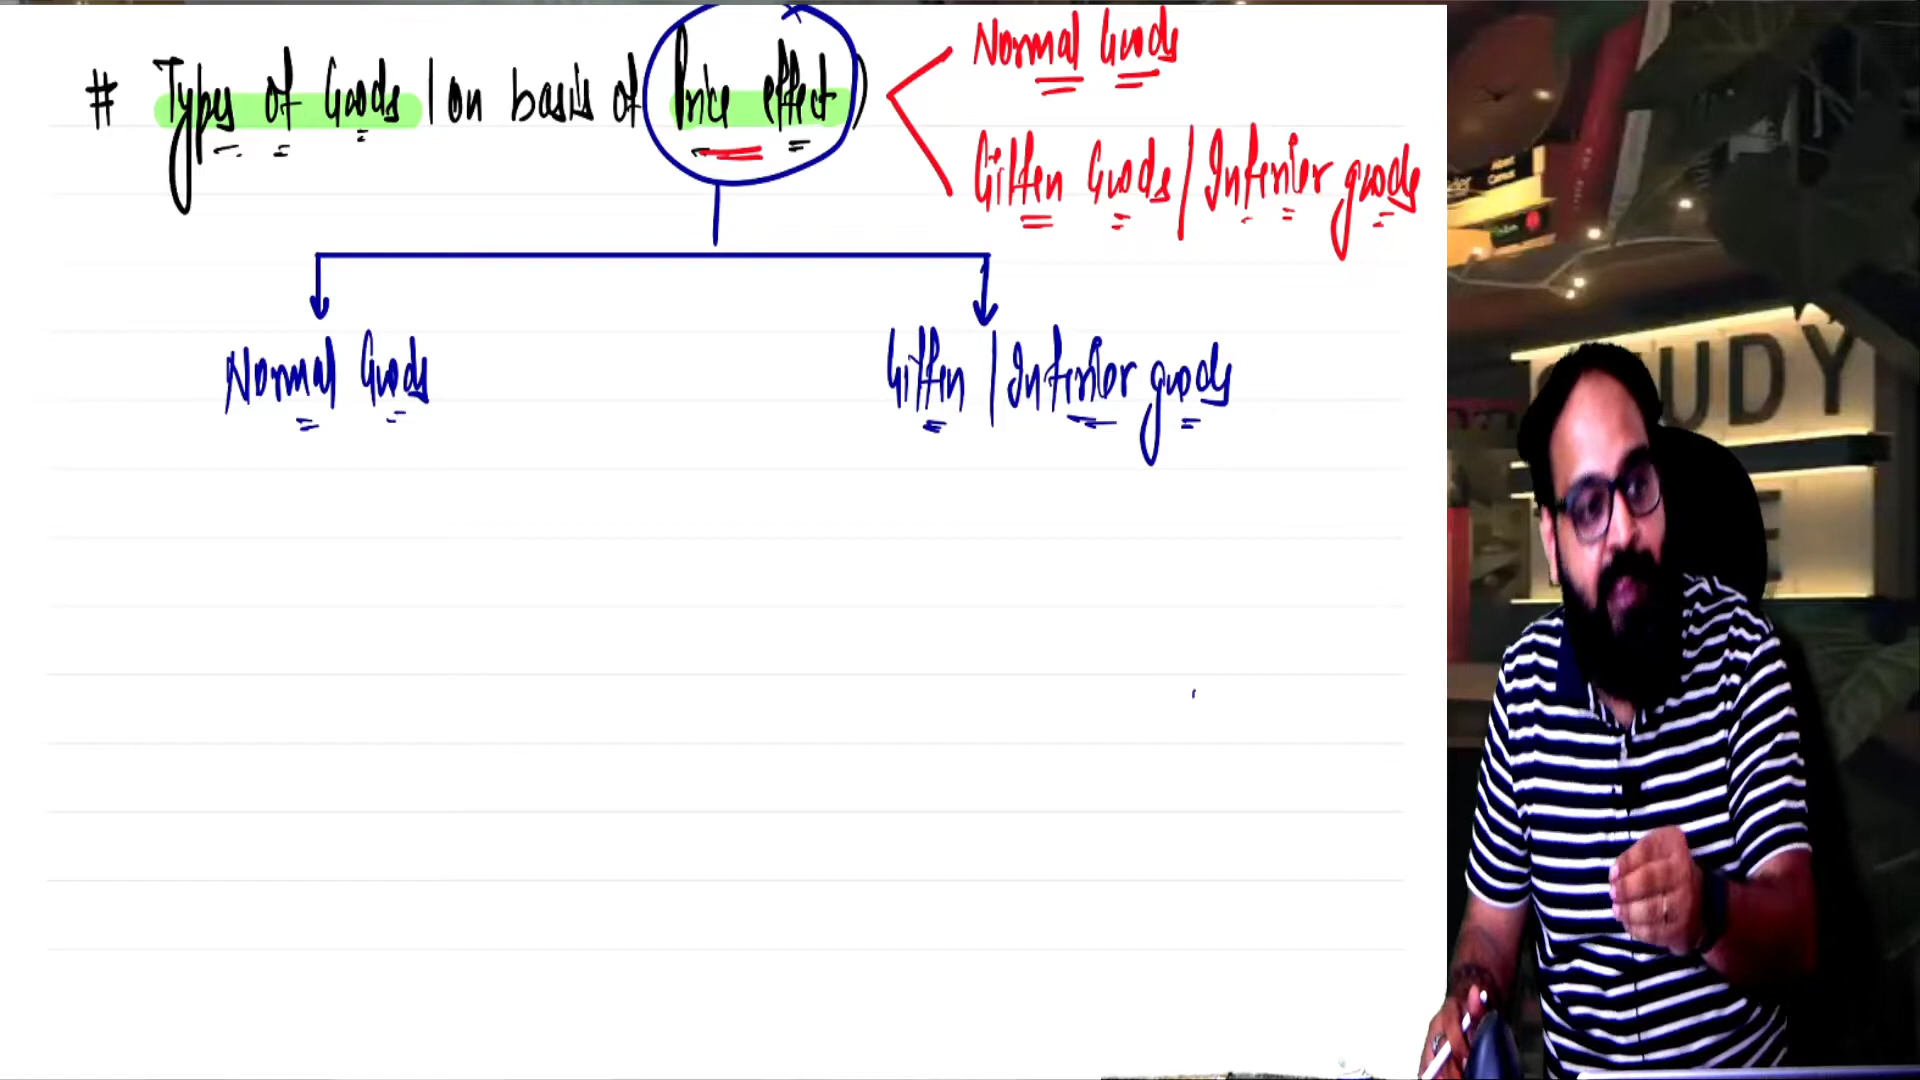 Normal Goods
# Types of Goods (on basis of Price effect)
Giffen Goods / Inferior goods
Normal Goods
Giffen / Inferior goods
UDY